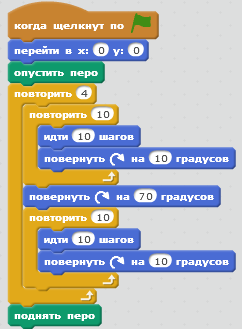 когда щелкнут по
перейти в x: 0 y: 0
опустить перо
повторить 4
повторить 10
идти 10 шагов
повернуть на 10 градусов
повернуть на 70 градусов
повторить 10
идти 10 шагов
повернуть на 10 градусов
поднять перо